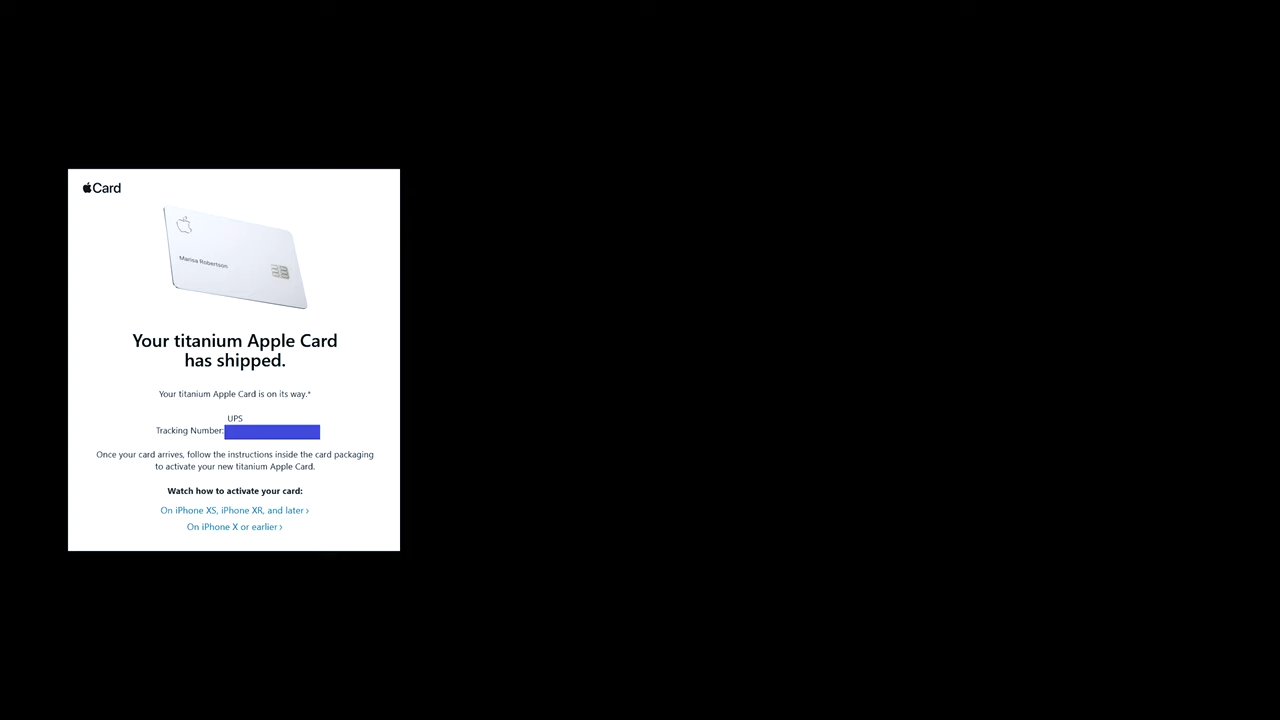 Card
Marisa Robertson
Your titanium Apple Card
has shipped.
Your titanium Apple Card is on its way.*
UPS
Tracking Number:
Once your card arrives, follow the instructions inside the card packaging
to activate your new titanium Apple Card.
Watch how to activate your card:
On iPhone XS, iPhone XR, and later ›
On iPhone X or earlier ›